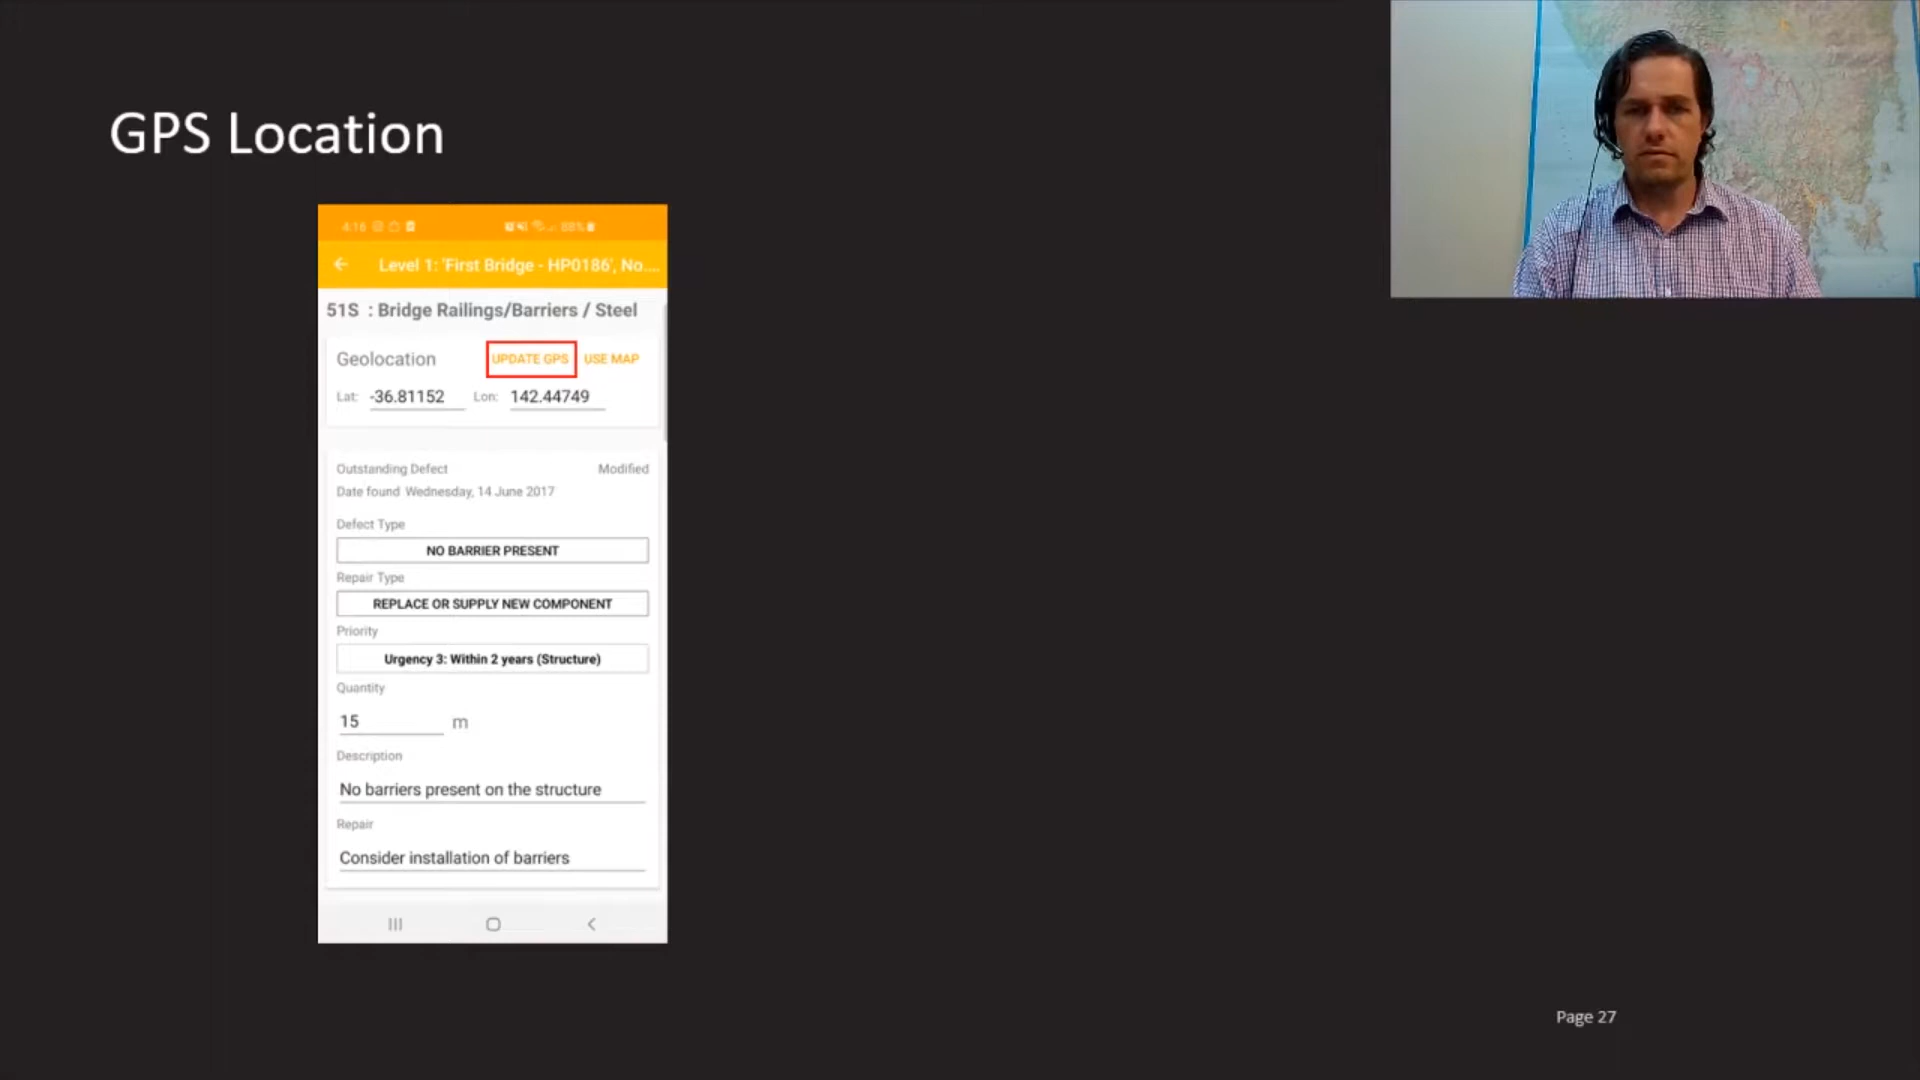 GPS Location
4:16
88%
Level 1: 'First Bridge - HP0186', No....
51S : Bridge Railings/Barriers / Steel
Geolocation UPDATE GPS USE MAP
Lat: -36.81152 Lon: 142.44749
Outstanding Defect Modified
Date found Wednesday, 14 June 2017
Defect Type
NO BARRIER PRESENT
Repair Type
REPLACE OR SUPPLY NEW COMPONENT
Priority
Urgency 3: Within 2 years (Structure)
Quantity
15 m
Description
No barriers present on the structure
Repair
Consider installation of barriers
Page 27